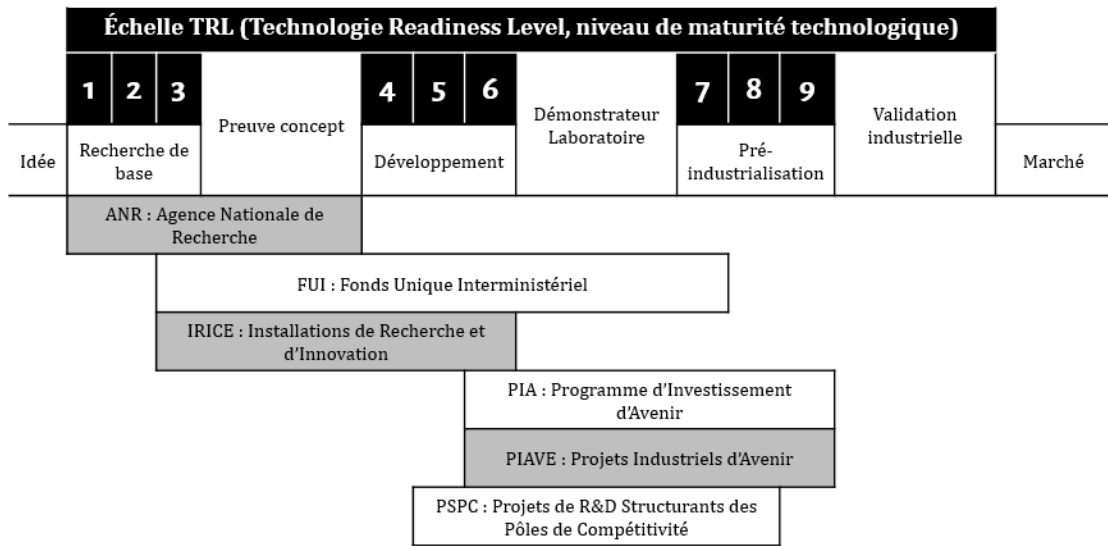 Échelle TRL (Technologie Readiness Level, niveau de maturité technologique)
1 2 3
Preuve concept
4 5 6
Démonstrateur
Laboratoire
7 8 9
Validation
industrielle
Idée
Recherche de
base
Développement
Pré-
industrialisation
Marché
ANR : Agence Nationale de
Recherche
FUI : Fonds Unique Interministériel
IRICE : Installations de Recherche et
d'Innovation
PIA : Programme d'Investissement
d'Avenir
PIAVE : Projets Industriels d'Avenir
PSPC : Projets de R&D Structurants des
Pôles de Compétitivité